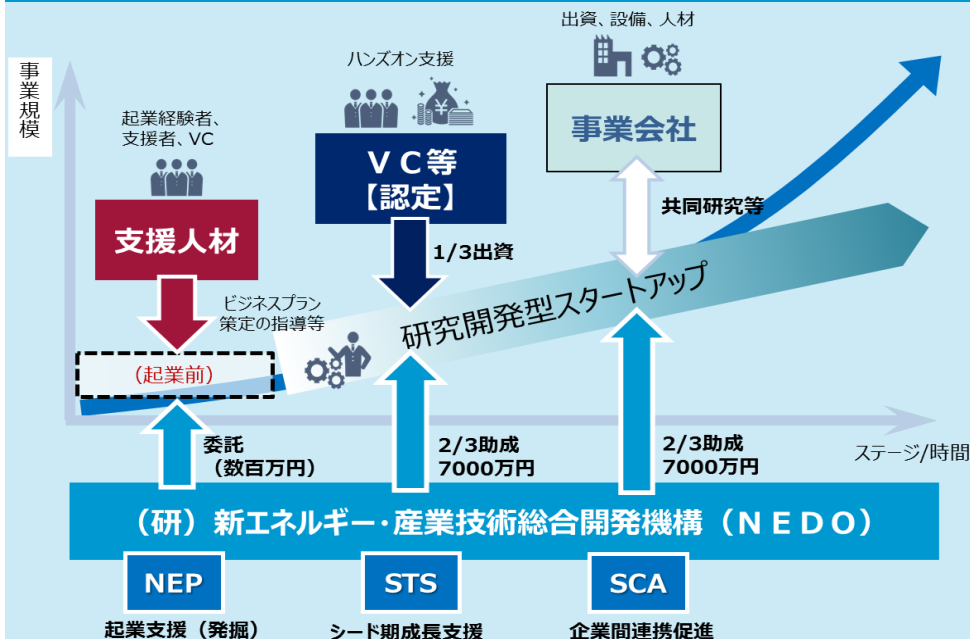 事業規模
起業経験者、
支援者、VC
支援人材
ビジネスプラン
策定の指導等
(起業前)
委託
（数百万円）
ハンズオン支援
¥
ＶＣ等
【認定】
1/3出資
研究開発型スタートアップ
2/3助成
7000万円
出資、設備、人材
事業会社
共同研究等
2/3助成
7000万円
ステージ/時間
（研）新エネルギー・産業技術総合開発機構（ＮＥＤＯ）
NEP
起業支援（発掘）
STS
シード期成長支援
SCA
企業間連携促進